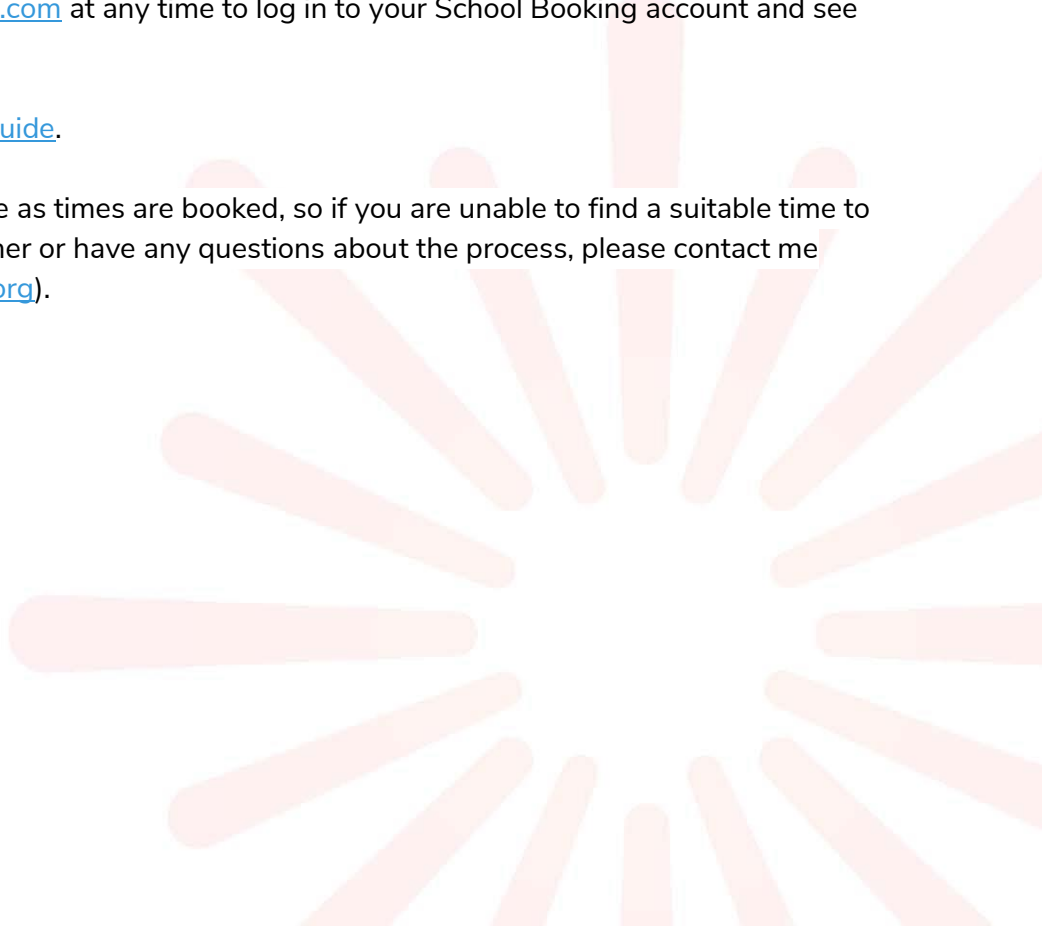 .com at any time to log in to your School Booking account and see
uide.
e as times are booked, so if you are unable to find a suitable time to
her or have any questions about the process, please contact me
org).